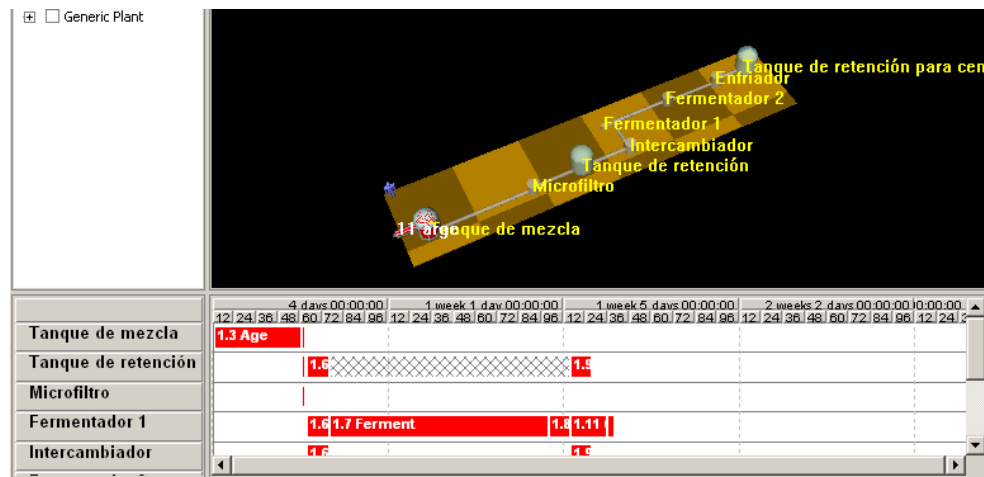 Generic Plant
Tanque de retención para cen
Enfriador
Fermentador 2
Fermentador 1
Intercambiador
Tanque de retención
Microfiltro
Tanque de mezcla
4 days 00:00:00 1 week 1 day 00:00:00 1 week 5 days 00:00:00 2 weeks 2 days 00:00:00
12 24 36 48 60 72 84 96 12 24 36 48 60 72 84 96 12 24 36 48 60 72 84 96 12 24 36 48 60 72 84 96 12 24
Tanque de mezcla 1.3 Age
Tanque de retención 1.6 1.9
Microfiltro
Fermentador 1 1.6 1.7 Ferment 1.8 1.11
Intercambiador 1.6 1.9